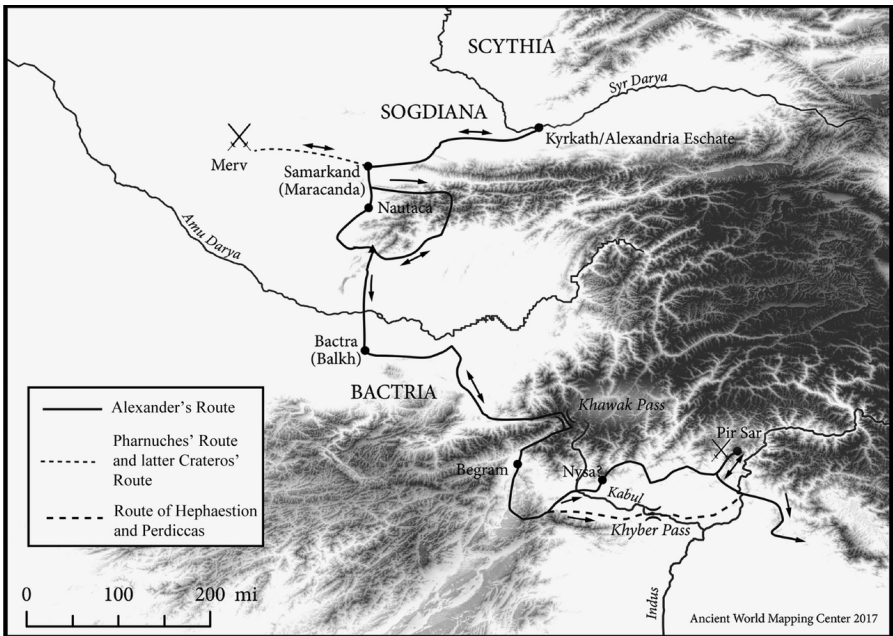 SCYTHIA
Syr Darya
SOGDIANA
Kyrkath/Alexandria Eschate
Merv
Samarkand
(Maracanda)
Nautaca
Amu Darya
Bactra
(Balkh)
BACTRIA
Khawak Pass
Pir Sar
Begram
Nysa?
Kabul
Khyber Pass
Indus
Alexander's Route
Pharnuches' Route
and latter Crateros'
Route
Route of Hephaestion
and Perdiccas
0 100 200 mi
Ancient World Mapping Center 2017